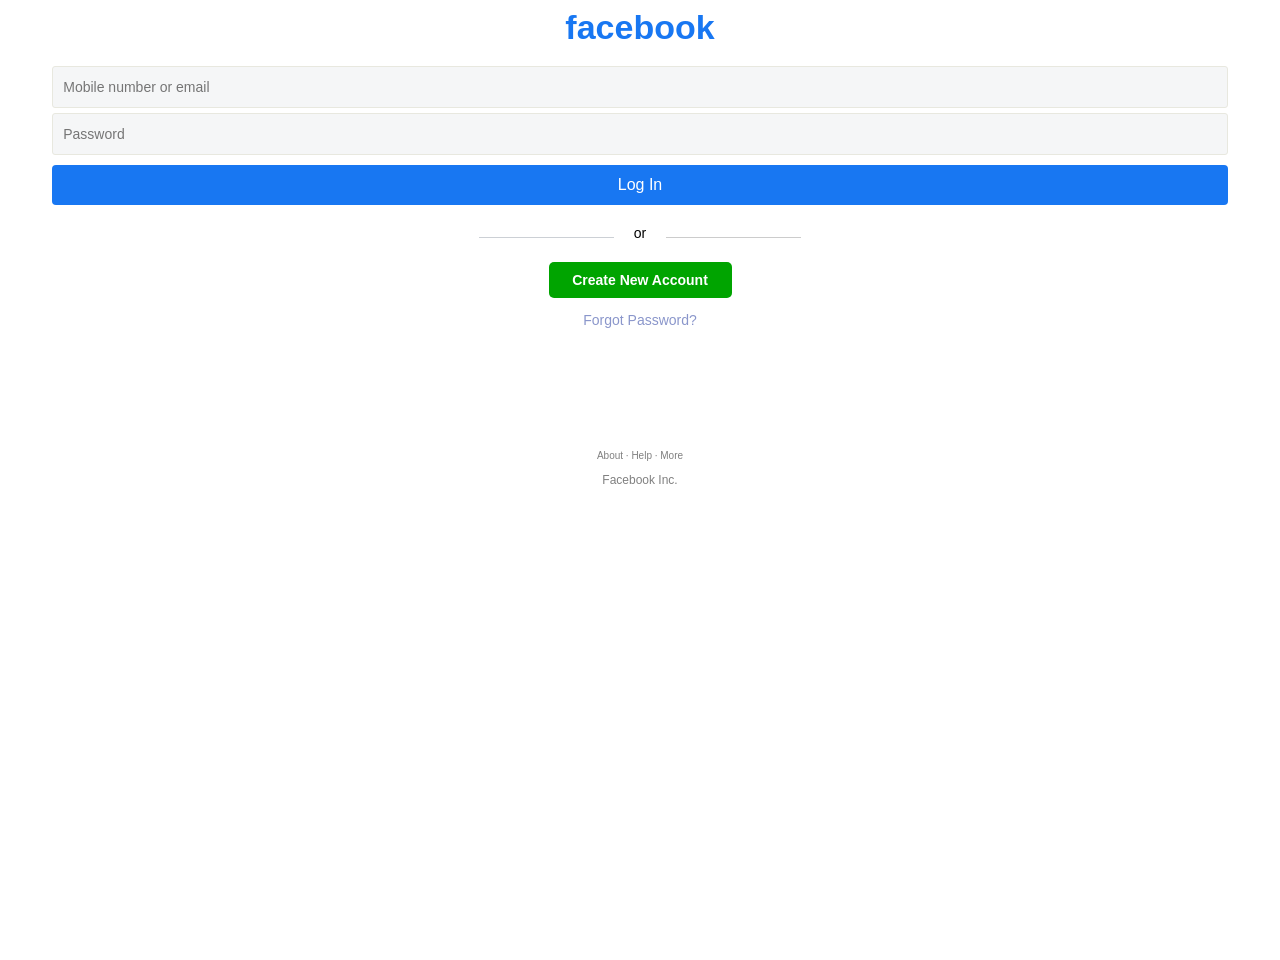 facebook
Mobile number or email
Password
Log In
or
Create New Account
Forgot Password?
About · Help · More
Facebook Inc.